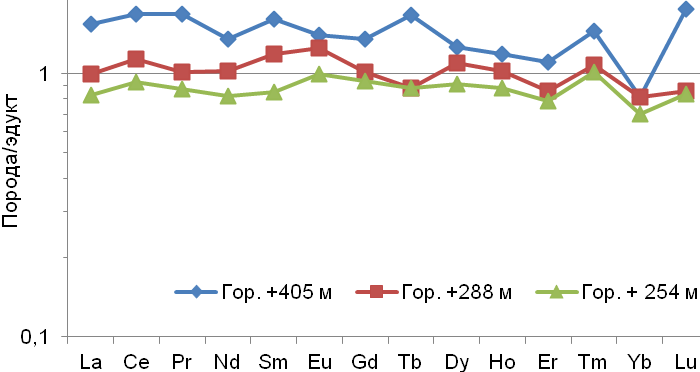 1
Порода/эдукт
Гор. +405 м Гор. +288 м Гор. + 254 м
0,1
La Ce Pr Nd Sm Eu Gd Tb Dy Ho Er Tm Yb Lu